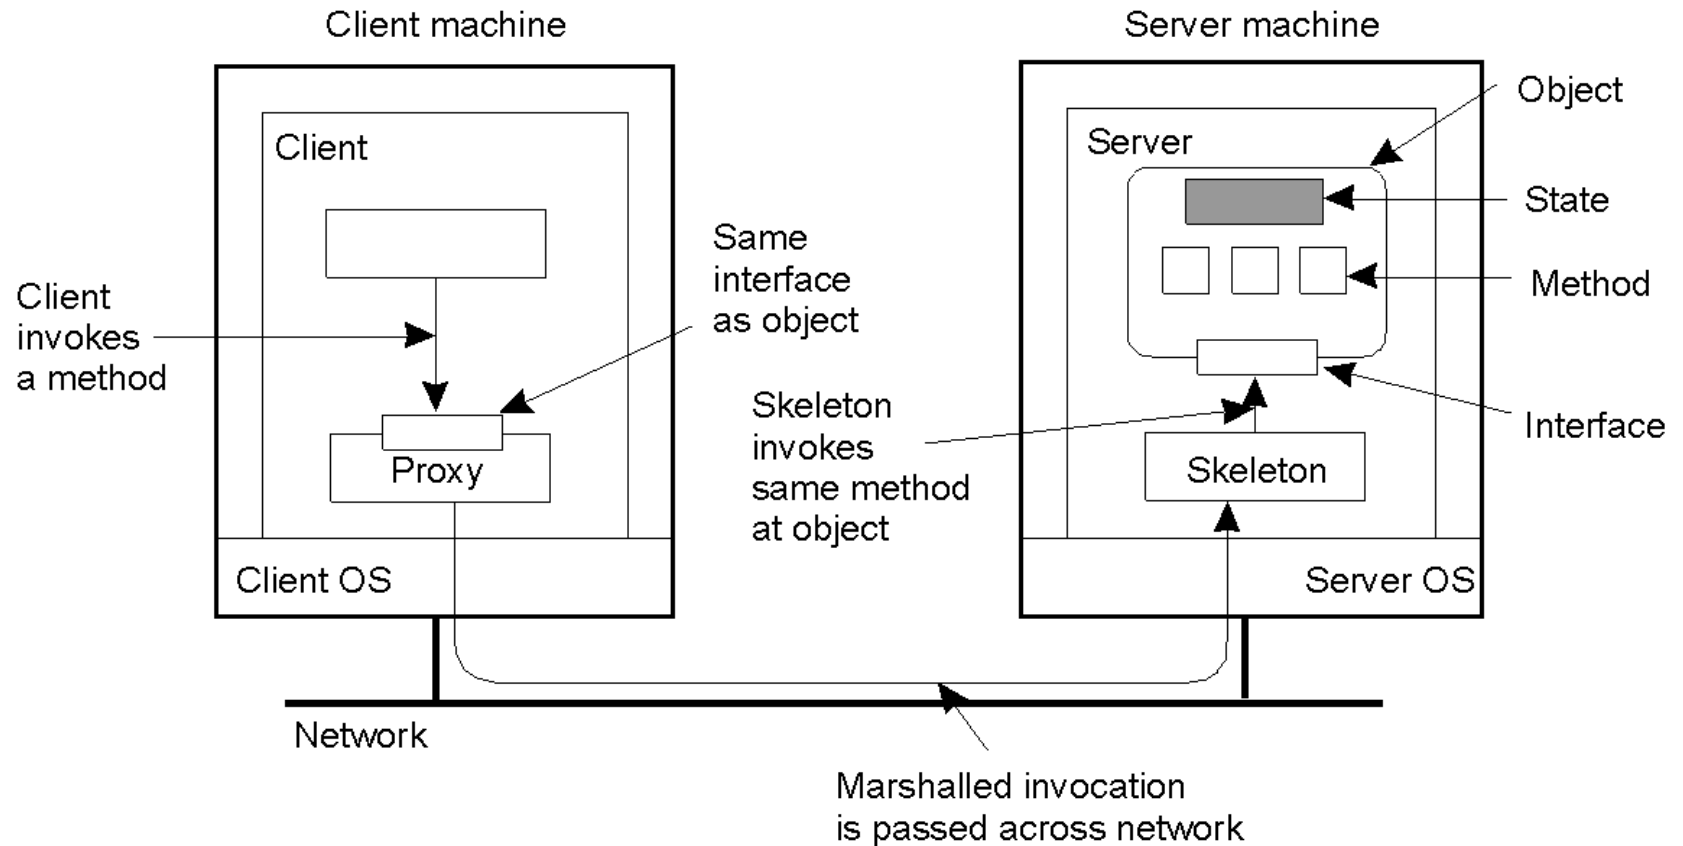 Client machine
Server machine
Object
Client
Server
State
Same
interface
as object
Method
Client
invokes
a method
Skeleton
invokes
same method
at object
Interface
Proxy
Skeleton
Client OS
Server OS
Network
Marshalled invocation
is passed across network